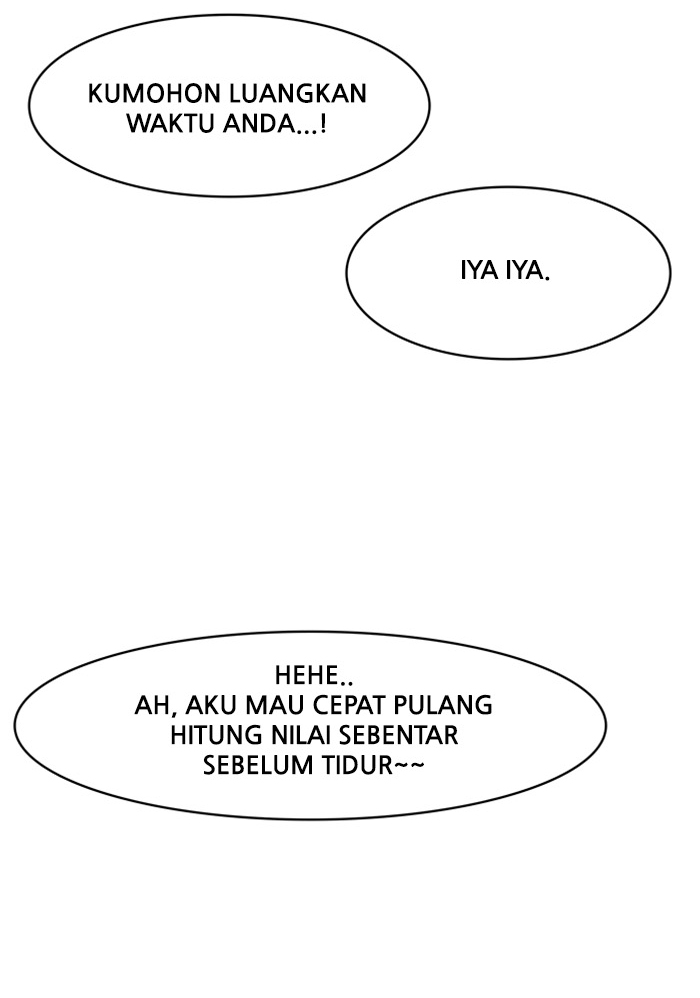 KUMOHON LUANGKAN
WAKTU ANDA...!
IYA IYA.
HEHE..
AH, AKU MAU CEPAT PULANG
HITUNG NILAI SEBENTAR
SEBELUM TIDUR~~